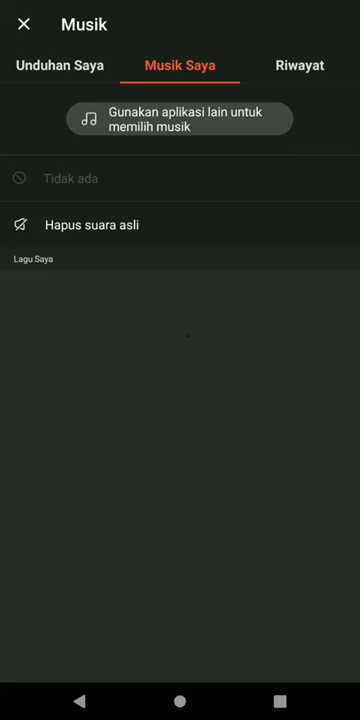 Musik
Unduhan Saya
Musik Saya
Riwayat
Gunakan aplikasi lain untuk
memilih musik
Tidak ada
Hapus suara asli
Lagu Saya